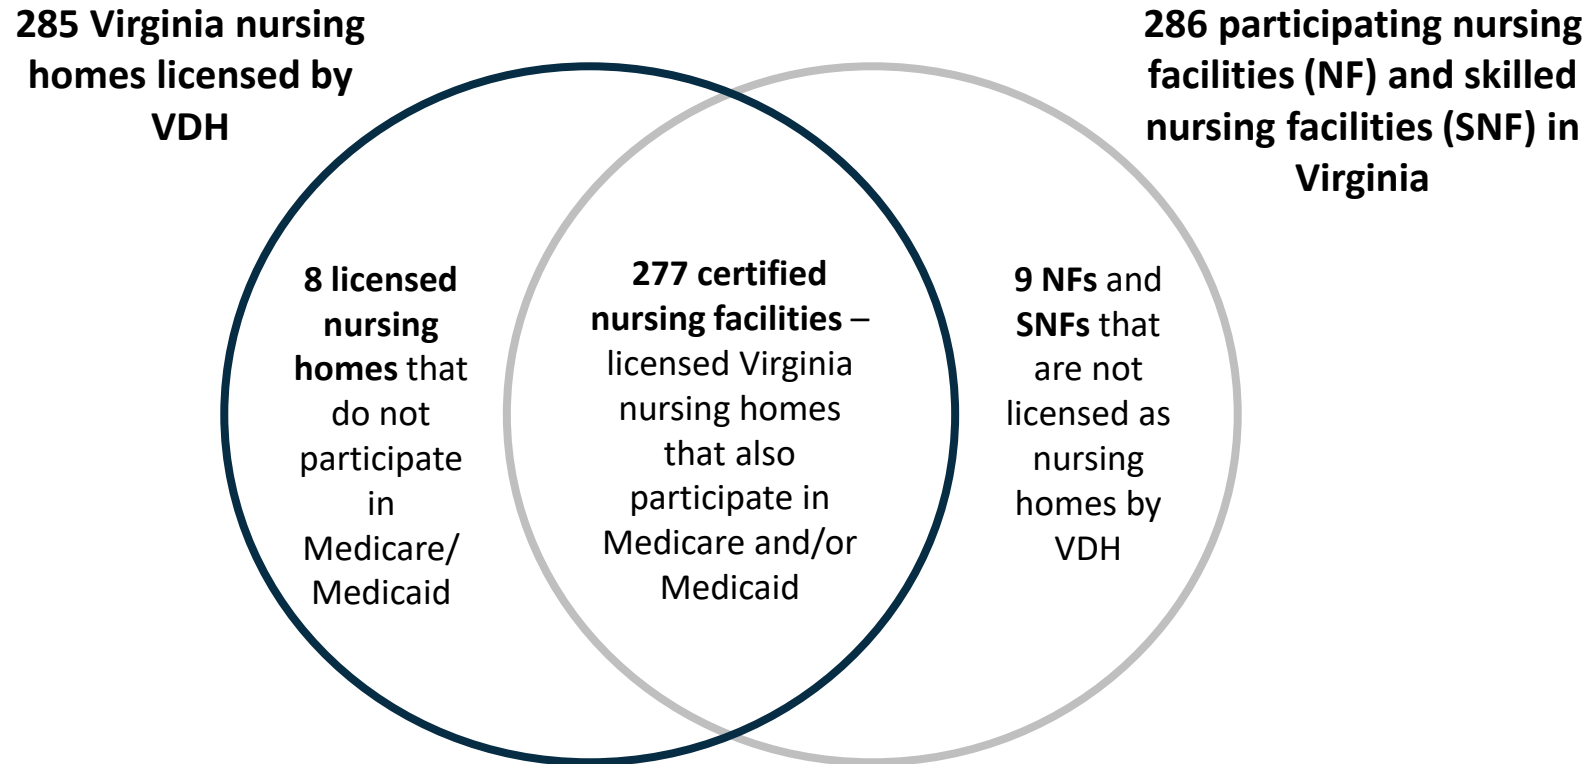 285 Virginia nursing
homes licensed by
VDH
286 participating nursing
facilities (NF) and skilled
nursing facilities (SNF) in
Virginia
8 licensed
nursing
homes that
do not
participate
in
Medicare/
Medicaid
277 certified
nursing facilities –
licensed Virginia
nursing homes
that also
participate in
Medicare and/or
Medicaid
9 NFs and
SNFs that
are not
licensed as
nursing
homes by
VDH